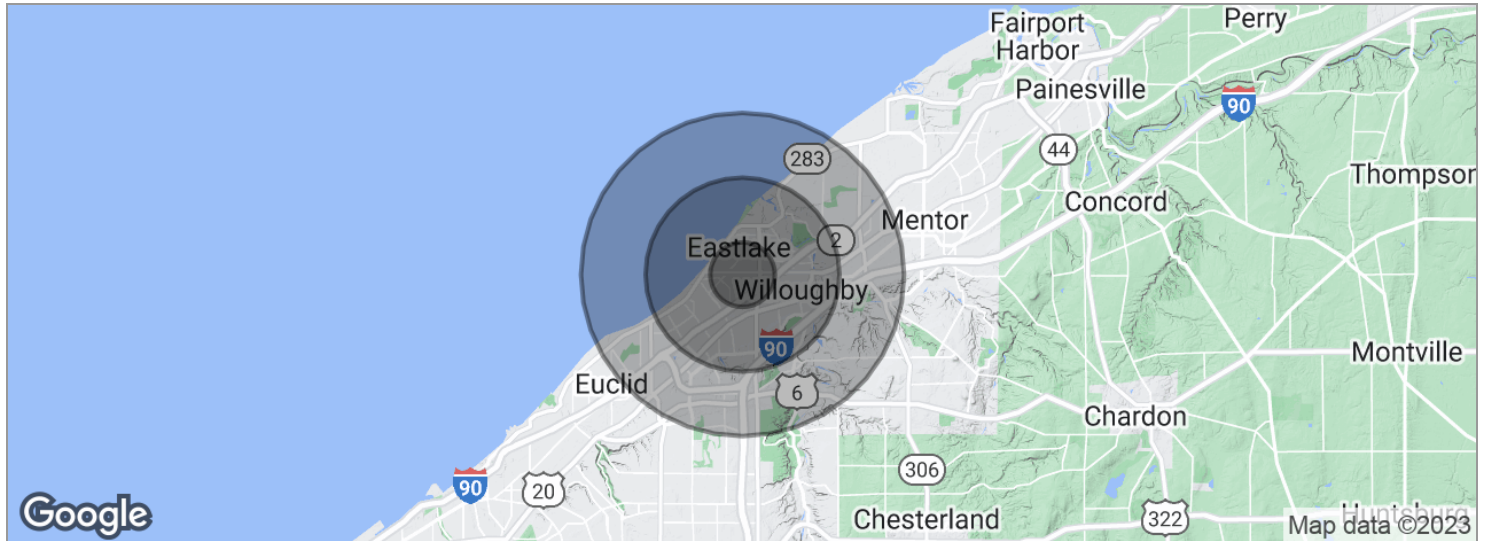 Fairport
Harbor
Perry
Painesville
90
283
44
Thompson
Concord
Mentor
2
Eastlake
Willoughby
90
Montville
Euclid
6
Chardon
306
90
20
Google
Chesterland
322
Huntsburg
Map data ©2023